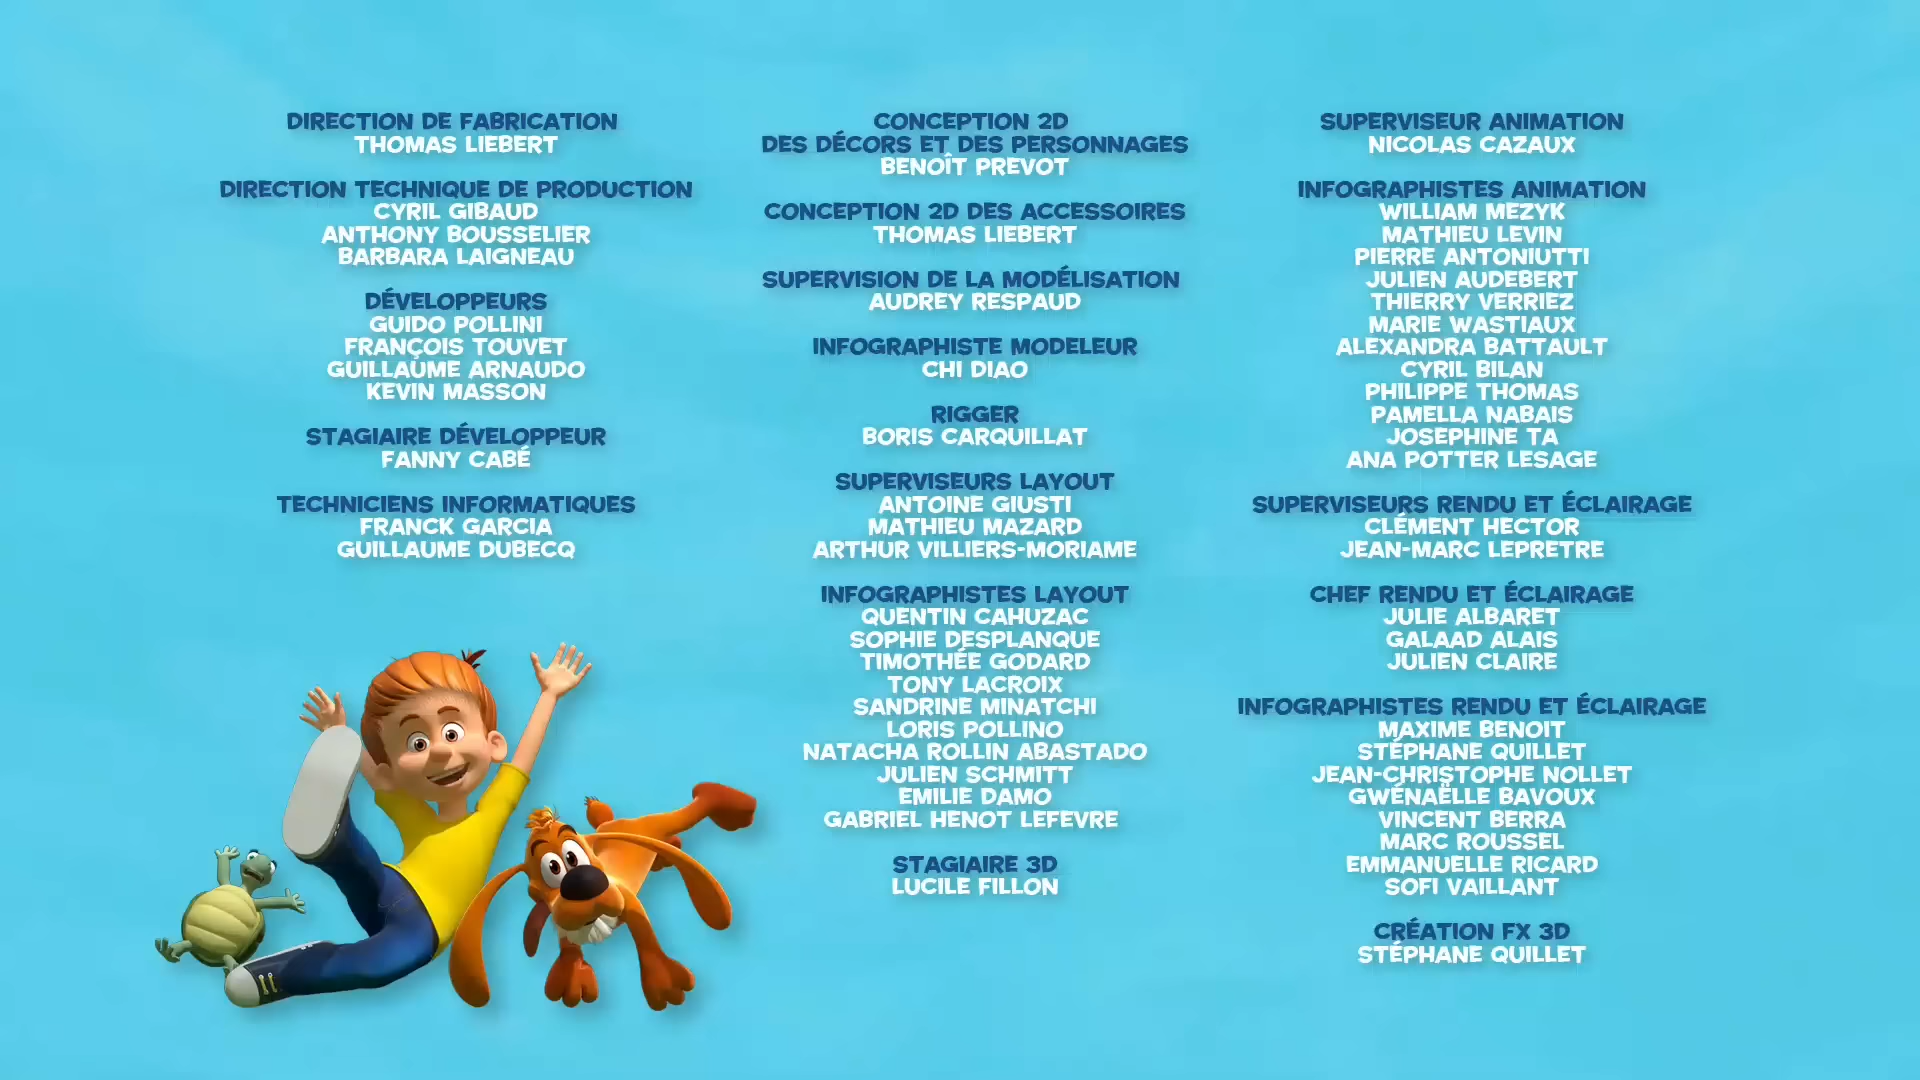 DIRECTION DE FABRICATION
THOMAS LIEBERT
DIRECTION TECHNIQUE DE PRODUCTION
CYRIL GIBAUD
ANTHONY BOUSSELIER
BARBARA LAIGNEAU
DÉVELOPPEURS
GUIDO POLLINI
FRANÇOIS TOUVET
GUILLAUME ARNAUDO
KEVIN MASSON
STAGIAIRE DÉVELOPPEUR
FANNY CABÉ
TECHNICIENS INFORMATIQUES
FRANCK GARCIA
GUILLAUME DUBECQ
CONCEPTION 2D
DES DÉCORS ET DES PERSONNAGES
BENOÎT PREVOT
CONCEPTION 2D DES ACCESSOIRES
THOMAS LIEBERT
SUPERVISION DE LA MODÉLISATION
AUDREY RESPAUD
INFOGRAPHISTE MODELEUR
CHI DIAO
RIGGER
BORIS CARQUILLAT
SUPERVISEURS LAYOUT
ANTOINE GIUSTI
MATHIEU MAZARD
ARTHUR VILLIERS-MORIAME
INFOGRAPHISTES LAYOUT
QUENTIN CAHUZAC
SOPHIE DESPLANQUE
TIMOTHÉE GODARD
TONY LACROIX
SANDRINE MINATCHI
LORIS POLLINO
NATACHA ROLLIN ABASTADO
JULIEN SCHMITT
EMILIE DAMO
GABRIEL HENOT LEFEVRE
STAGIAIRE 3D
LUCILE FILLON
SUPERVISEUR ANIMATION
NICOLAS CAZAUX
INFOGRAPHISTES ANIMATION
WILLIAM MEZYK
MATHIEU LEVIN
PIERRE ANTONIUTTI
JULIEN AUDEBERT
THIERRY VERRIEZ
MARIE WASTIAUX
ALEXANDRA BATTAULT
CYRIL BILAN
PHILIPPE THOMAS
PAMELLA NABAIS
JOSEPHINE TA
ANA POTTER LESAGE
SUPERVISEURS RENDU ET ÉCLAIRAGE
CLÉMENT HECTOR
JEAN-MARC LEPRETRE
CHEF RENDU ET ÉCLAIRAGE
JULIE ALBARET
GALAAD ALAIS
JULIEN CLAIRE
INFOGRAPHISTES RENDU ET ÉCLAIRAGE
MAXIME BENOIT
STÉPHANE QUILLET
JEAN-CHRISTOPHE NOLLET
GWÉNAËLLE BAVOUX
VINCENT BERRA
MARC ROUSSEL
EMMANUELLE RICARD
SOFI VAILLANT
CRÉATION FX 3D
STÉPHANE QUILLET